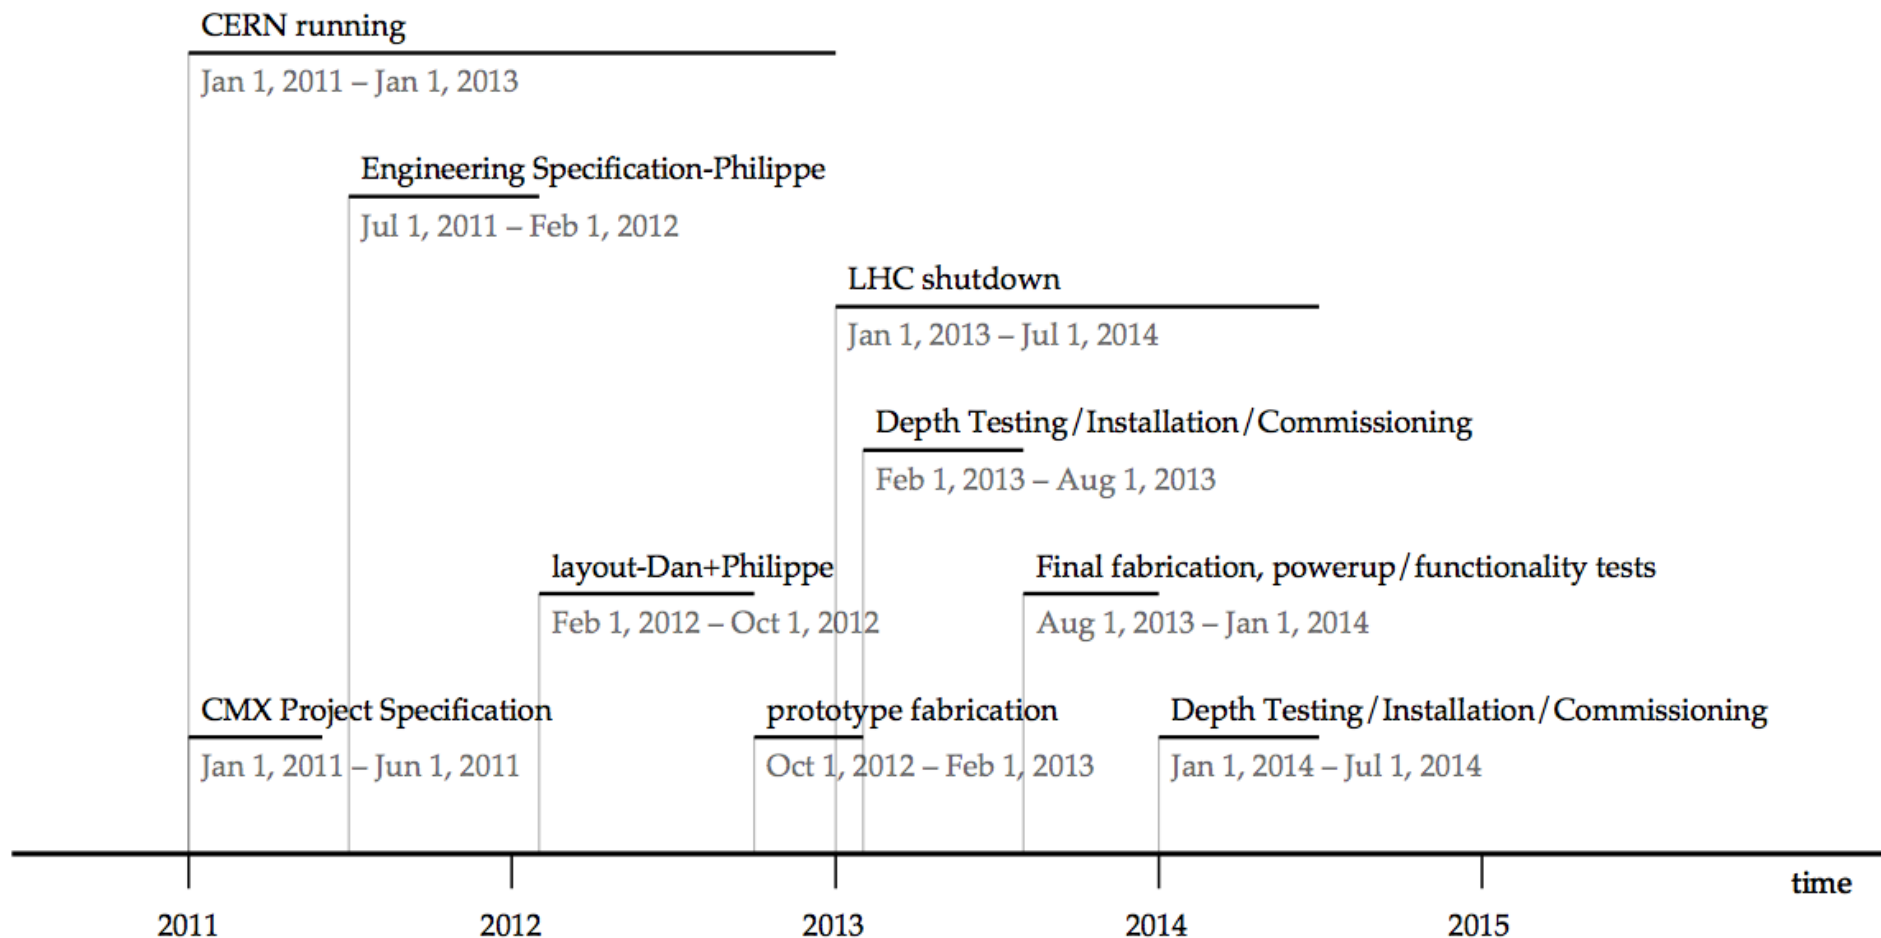 CERN running
Jan 1, 2011 – Jan 1, 2013
Engineering Specification-Philippe
Jul 1, 2011 – Feb 1, 2012
LHC shutdown
Jan 1, 2013 – Jul 1, 2014
Depth Testing/Installation/Commissioning
Feb 1, 2013 – Aug 1, 2013
layout-Dan+Philippe
Feb 1, 2012 – Oct 1, 2012
Final fabrication, powerup/functionality tests
Aug 1, 2013 – Jan 1, 2014
CMX Project Specification
Jan 1, 2011 – Jun 1, 2011
prototype fabrication
Oct 1, 2012 – Feb 1, 2013
Depth Testing/Installation/Commissioning
Jan 1, 2014 – Jul 1, 2014
time
2011 2012 2013 2014 2015